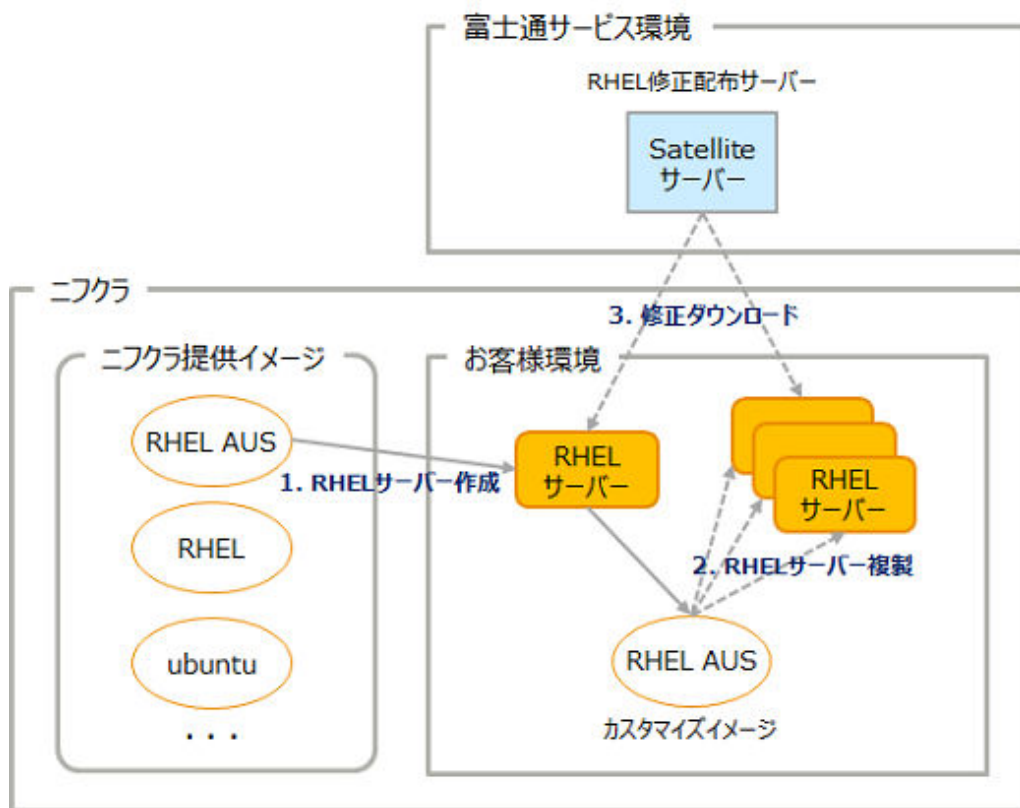 富士通サービス環境
RHEL修正配布サーバー
Satellite
サーバー
ニフクラ
3. 修正ダウンロード
ニフクラ提供イメージ
お客様環境
RHEL AUS
1. RHELサーバー作成
RHEL
サーバー
RHEL
サーバー
RHEL
2. RHELサーバー複製
ubuntu
RHEL AUS
カスタマイズイメージ
・・・